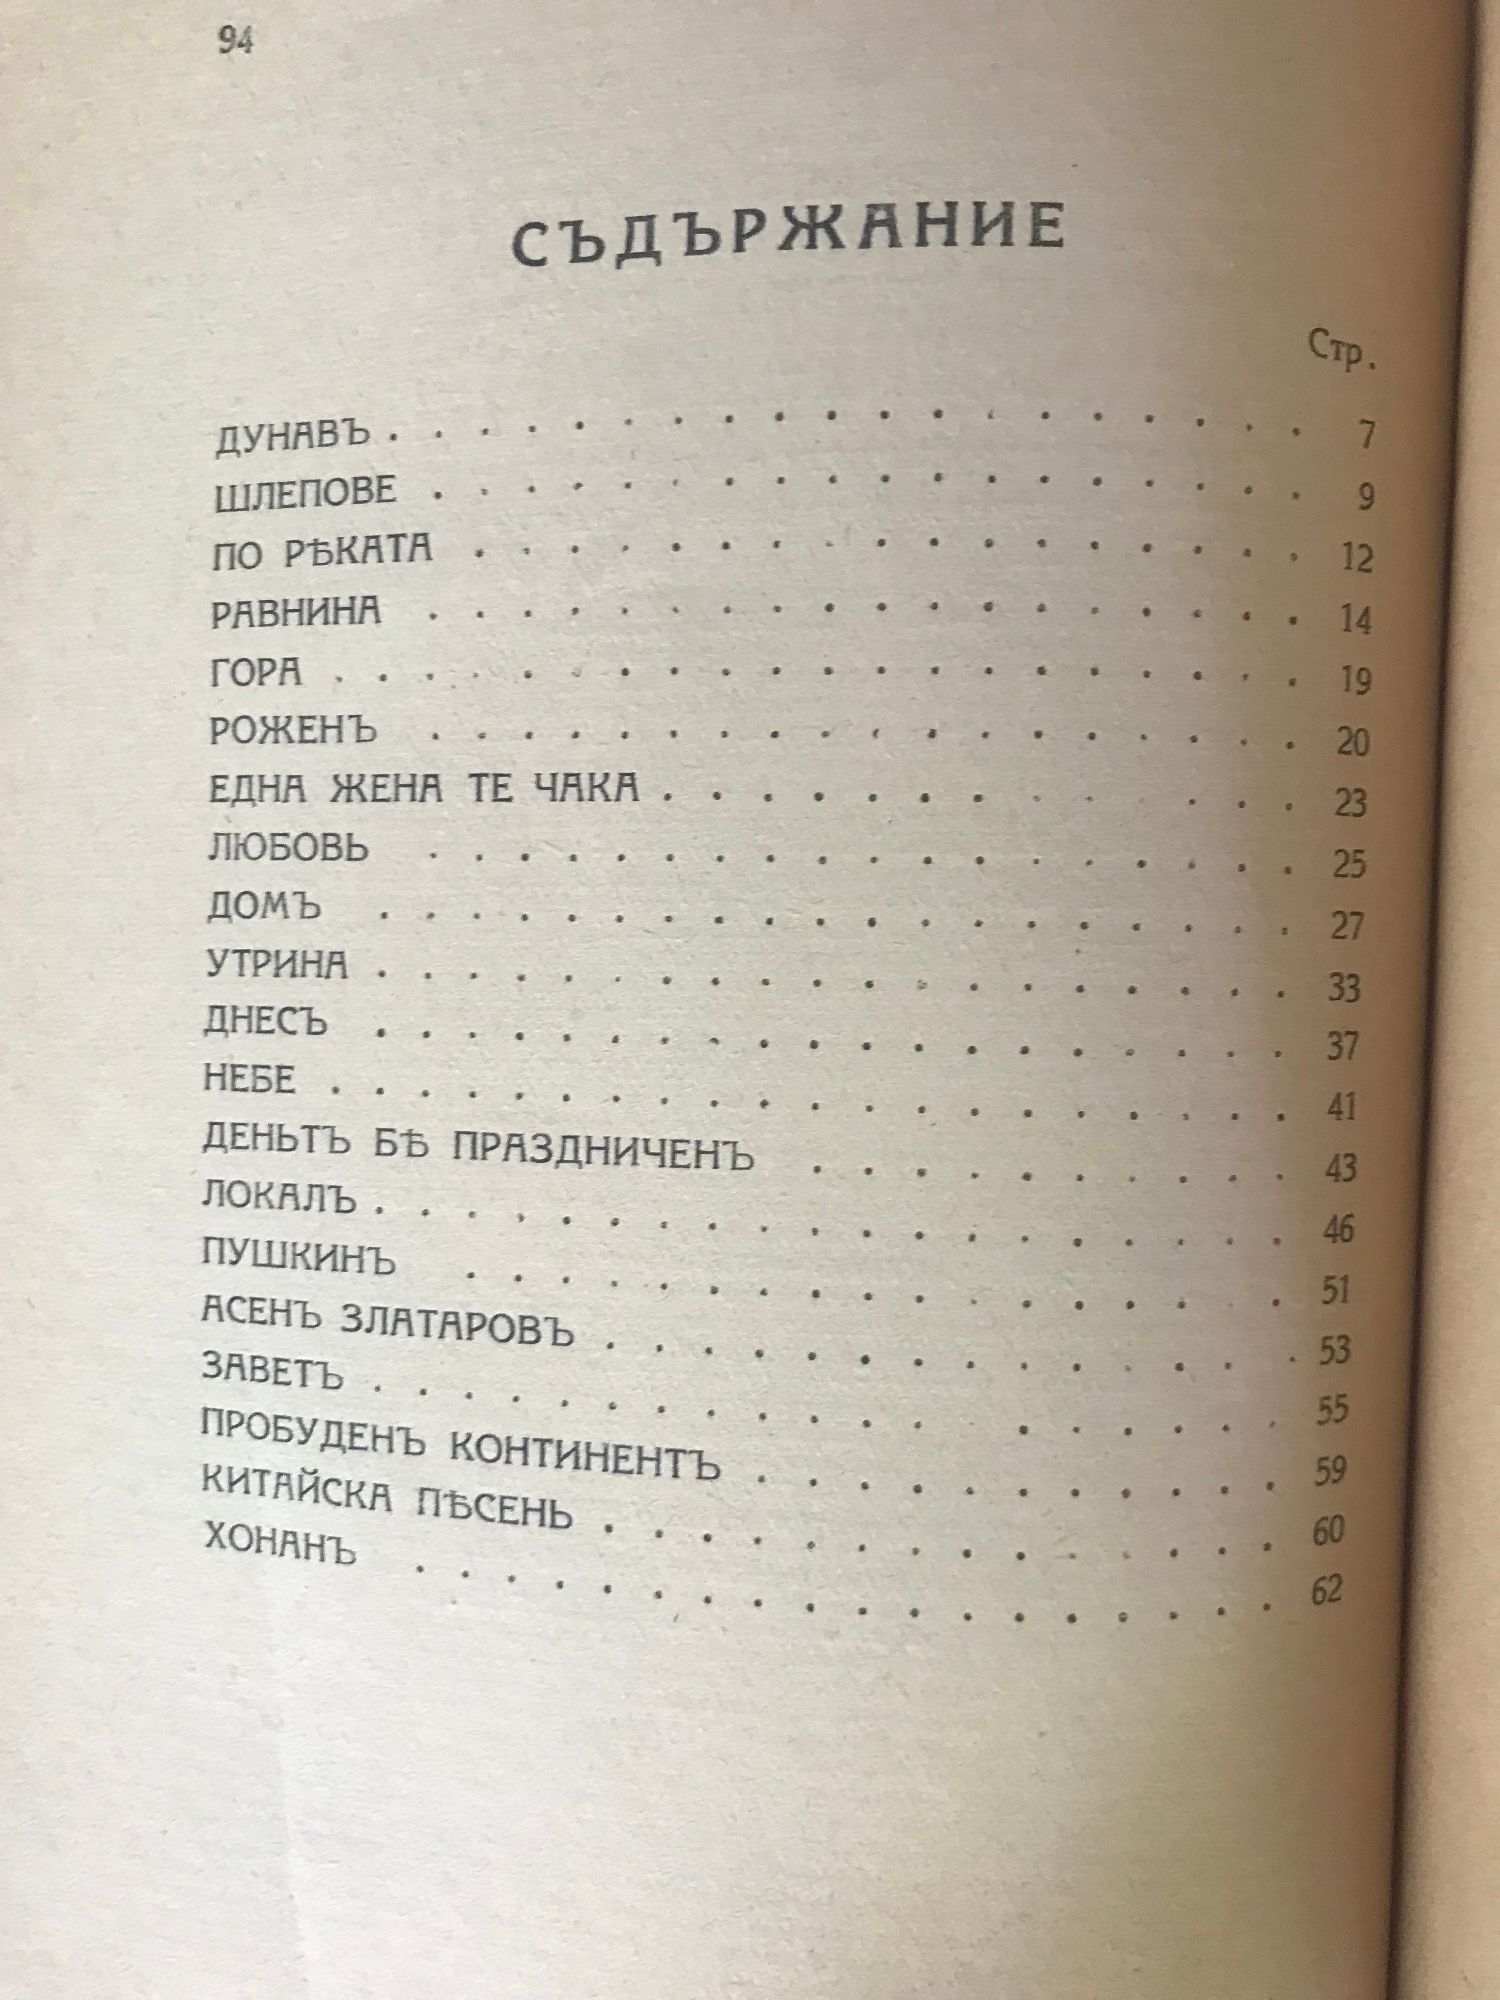 94
СЪДЪРЖАНИЕ
Стр.
ДУНАВЪ . . . . . . . . . . . . . . . . . . . 7
ШЛЕПОВЕ . . . . . . . . . . . . . . . . . . 9
ПО РѢКАТА . . . . . . . . . . . . . . . . . 12
РАВНИНА . . . . . . . . . . . . . . . . . . 14
ГОРА . . . . . . . . . . . . . . . . . . . . 19
РОЖЕНЪ . . . . . . . . . . . . . . . . . . 20
ЕДНА ЖЕНА ТЕ ЧАКА . . . . . . . . . . . . 23
ЛЮБОВЬ . . . . . . . . . . . . . . . . . . 25
ДОМЪ . . . . . . . . . . . . . . . . . . . 27
УТРИНА . . . . . . . . . . . . . . . . . . . 33
ДНЕСЪ . . . . . . . . . . . . . . . . . . . 37
НЕБЕ . . . . . . . . . . . . . . . . . . . . 41
ДЕНЬТЪ БѢ ПРАЗДНИЧЕНЪ . . . . . . . . . . 43
ЛОКАЛЪ . . . . . . . . . . . . . . . . . . . 46
ПУШКИНЪ . . . . . . . . . . . . . . . . . 51
АСЕНЪ ЗЛАТАРОВЪ . . . . . . . . . . . . . . 53
ЗАВЕТЪ . . . . . . . . . . . . . . . . . . 55
ПРОБУДЕНЪ КОНТИНЕНТЪ . . . . . . . . . . . 59
КИТАЙСКА ПѢСЕНЬ . . . . . . . . . . . . . . 60
ХОНАНЪ . . . . . . . . . . . . . . . . . . 62